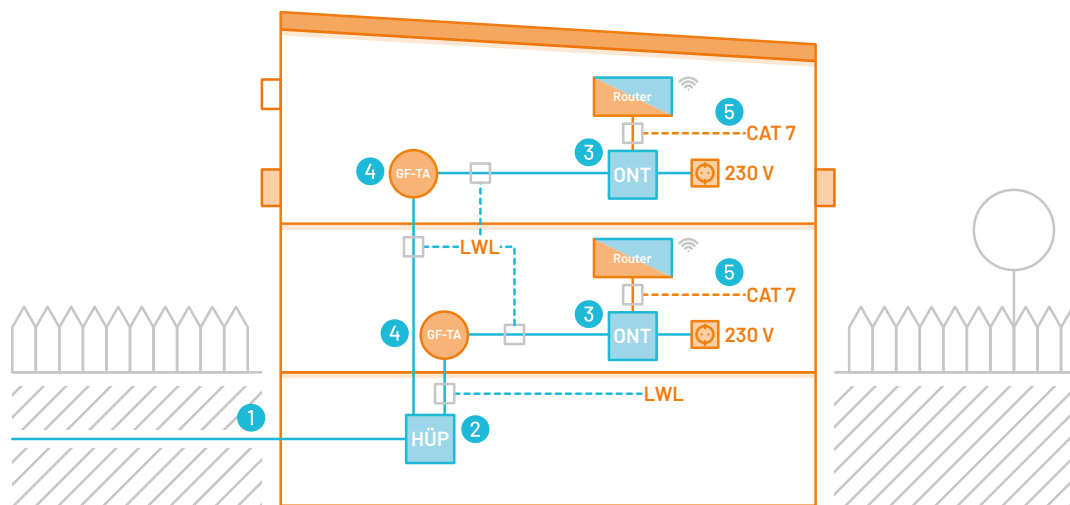 Router
5
CAT 7
3
4
GF-TA
ONT
230 V
LWL
Router
5
CAT 7
3
4
GF-TA
ONT
230 V
LWL
1
HÜP
2